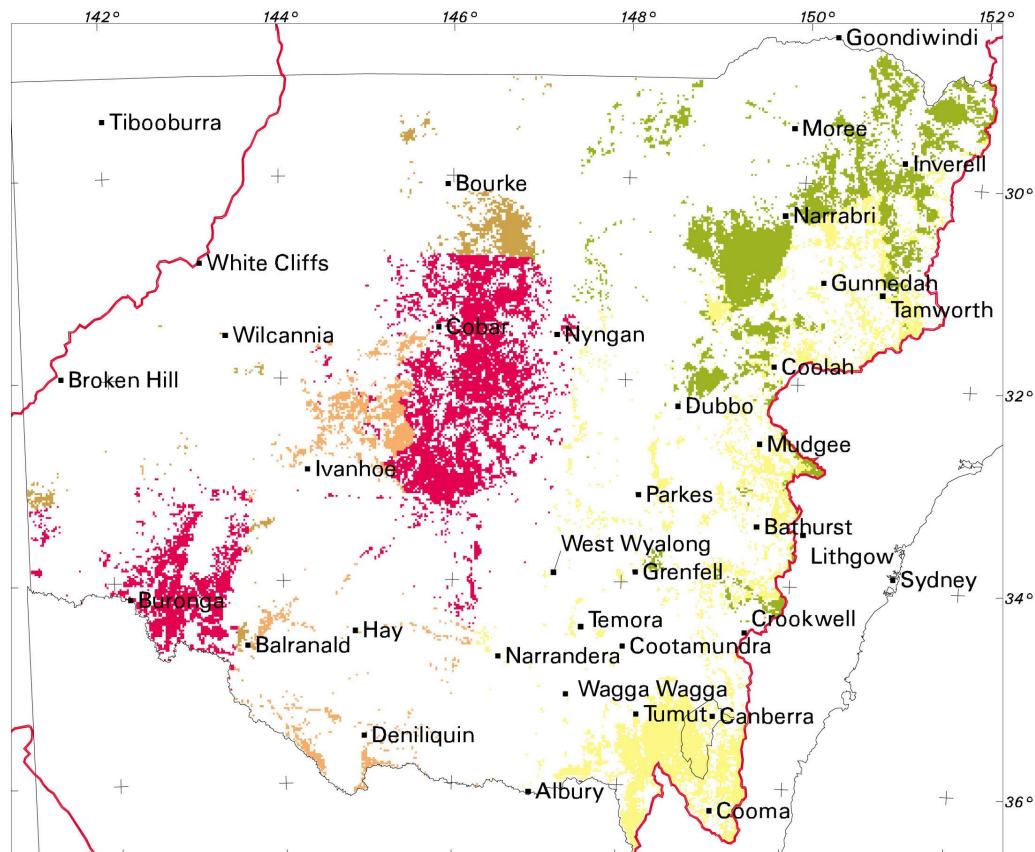 142° 144° 146° 148° 150° 152°
Goondiwindi
Tibooburra
Moree
Inverell
Bourke
30°
Narrabri
White Cliffs
Gunnedah
Tamworth
Cobar
Wilcannia
Nyngan
Coolah
Broken Hill
32°
Dubbo
Mudgee
Ivanhoe
Parkes
Bathurst
West Wyalong
Lithgow
Grenfell
Sydney
34°
Buronga
Crookwell
Temora
Hay
Balranald
Cootamundra
Narrandera
Wagga Wagga
Tumut
Canberra
Deniliquin
Albury
36°
Cooma